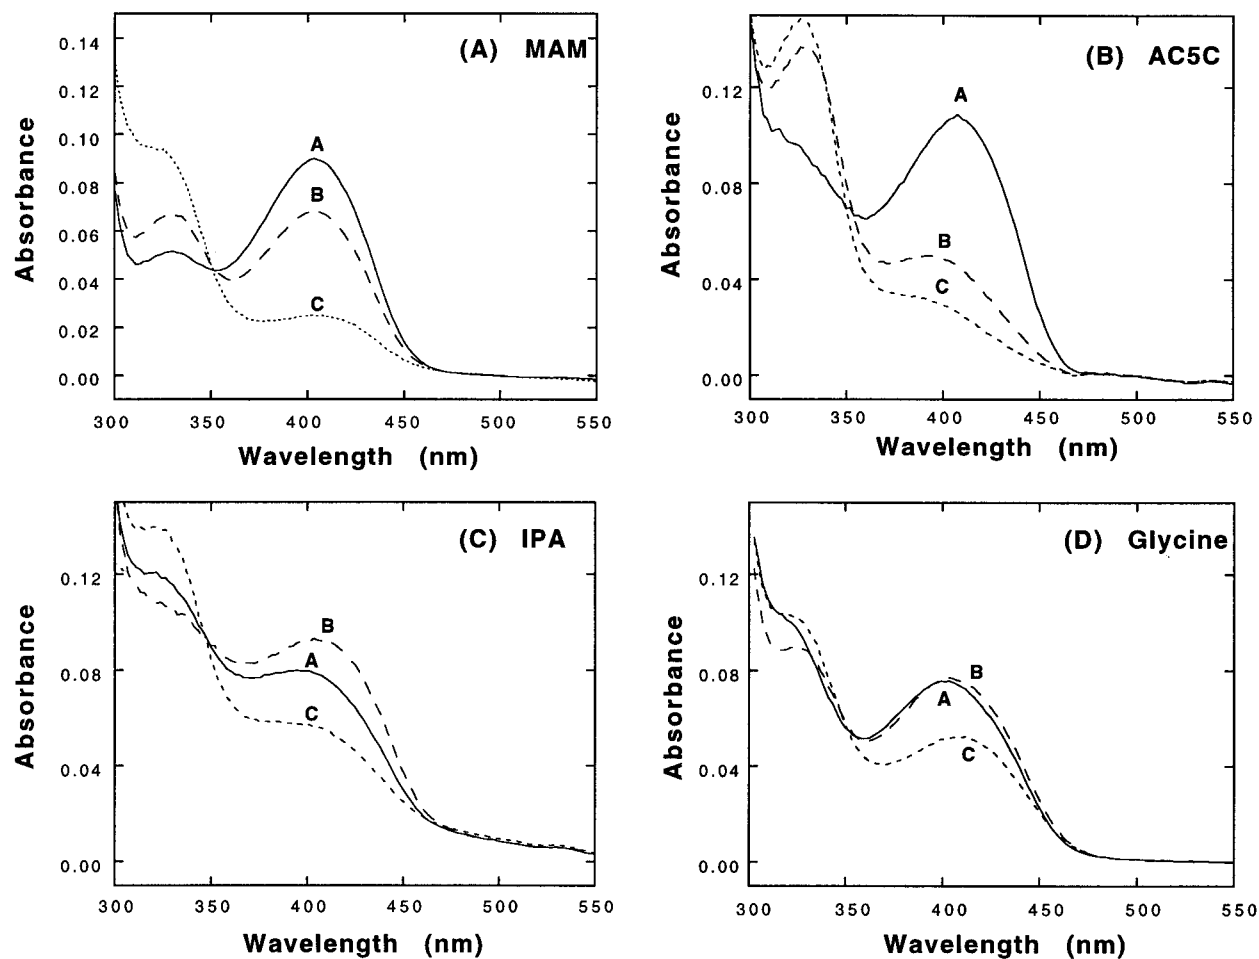 (A) MAM
0.14
0.12
0.10
0.08
0.06
0.04
0.02
0.00
Absorbance
A
B
C
300 350 400 450 500 550
Wavelength (nm)
(B) AC5C
0.12
0.08
0.04
0.00
Absorbance
A
B
C
300 350 400 450 500 550
Wavelength (nm)
(C) IPA
0.12
0.08
0.04
0.00
Absorbance
B
A
C
300 350 400 450 500 550
Wavelength (nm)
(D) Glycine
0.12
0.08
0.04
0.00
Absorbance
B
A
C
300 350 400 450 500 550
Wavelength (nm)